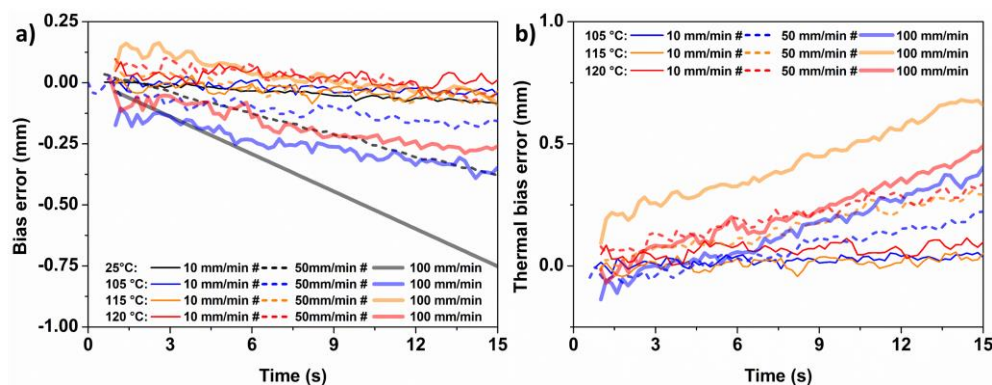 a)
Bias error (mm)
0.25
0.00
-0.25
-0.50
-0.75
-1.00
25°C: 10 mm/min # 50mm/min # 100 mm/min
105 °C: 10 mm/min # 50mm/min # 100 mm/min
115 °C: 10 mm/min # 50mm/min # 100 mm/min
120 °C: 10 mm/min # 50mm/min # 100 mm/min
0 3 6 9 12 15
Time (s)
b)
Thermal bias error (mm)
105 °C: 10 mm/min # 50 mm/min # 100 mm/min
115 °C: 10 mm/min # 50 mm/min # 100 mm/min
120 °C: 10 mm/min # 50 mm/min # 100 mm/min
1.0
0.5
0.0
0 3 6 9 12 15
Time (s)